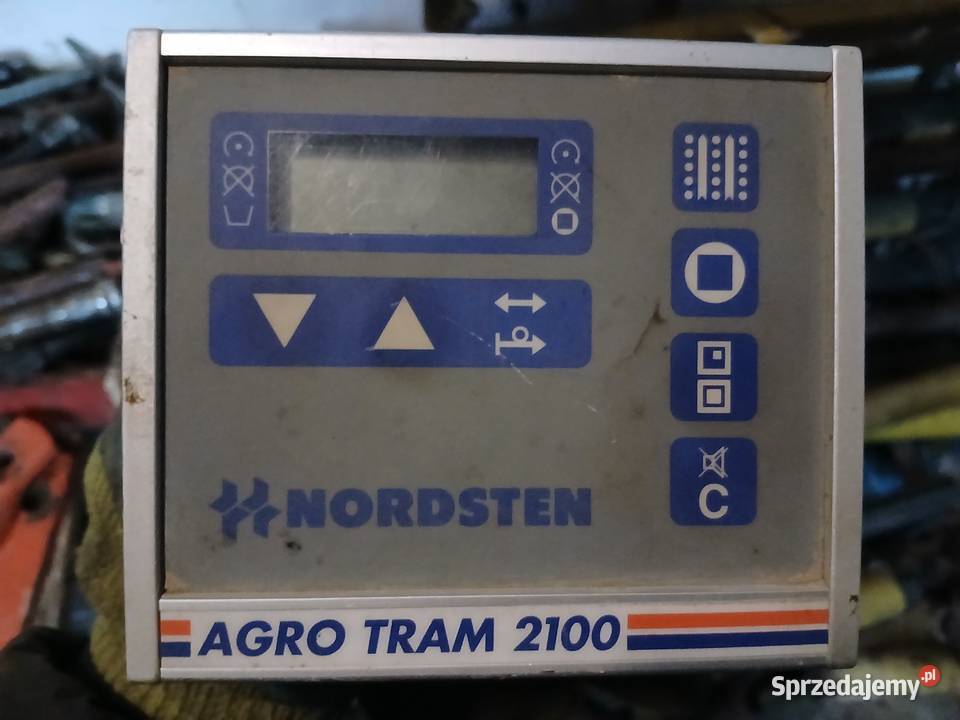 C
NORDSTEN
AGRO TRAM 2100
Sprzedajemy.pl